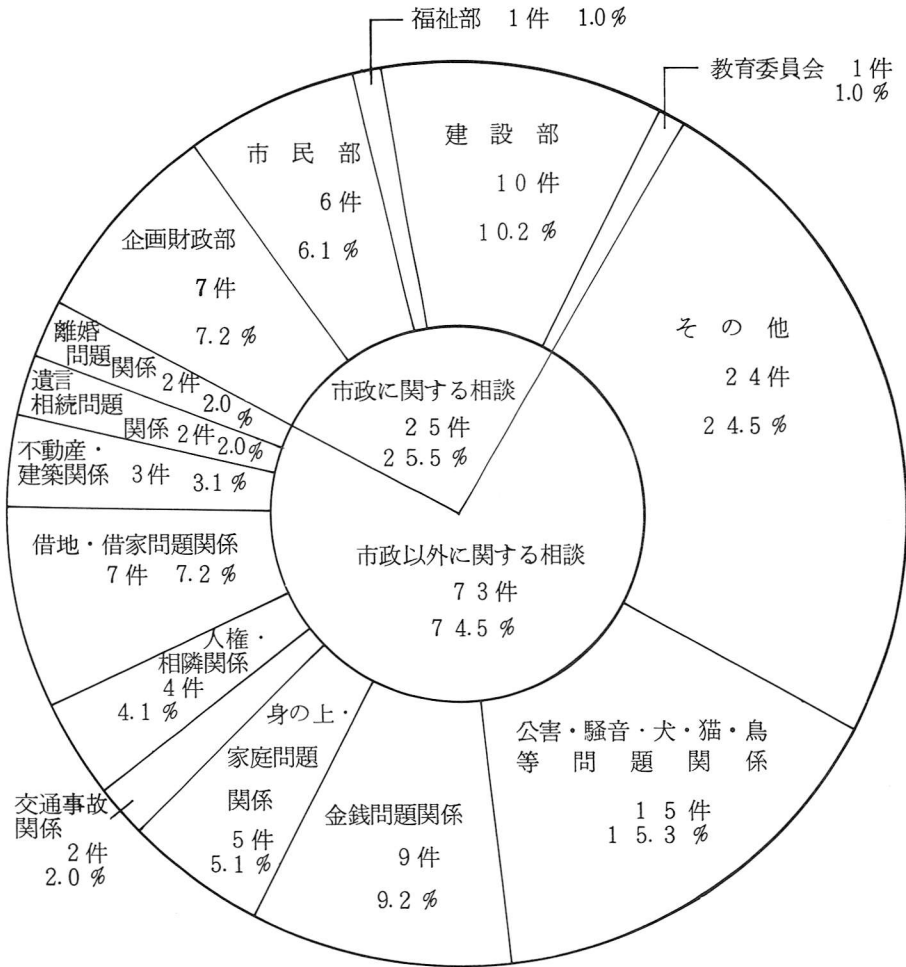 福祉部 1件 1.0%
教育委員会 1件
1.0%
建設部
10件
10.2%
市民部
6件
6.1%
企画財政部
7件
7.2%
その他
24件
24.5%
離婚
問題
関係 2件
2.0%
遺言
相続問題
関係 2件
2.0%
不動産・
建築関係 3件 3.1%
市政に関する相談
25件
25.5%
借地・借家問題関係
7件 7.2%
市政以外に関する相談
73件
74.5%
人権・
相隣関係
4件
4.1%
身の上・
家庭問題
関係
5件
5.1%
公害・騒音・犬・猫・鳥
等問題関係
15件
15.3%
交通事故
関係
2件
2.0%
金銭問題関係
9件
9.2%